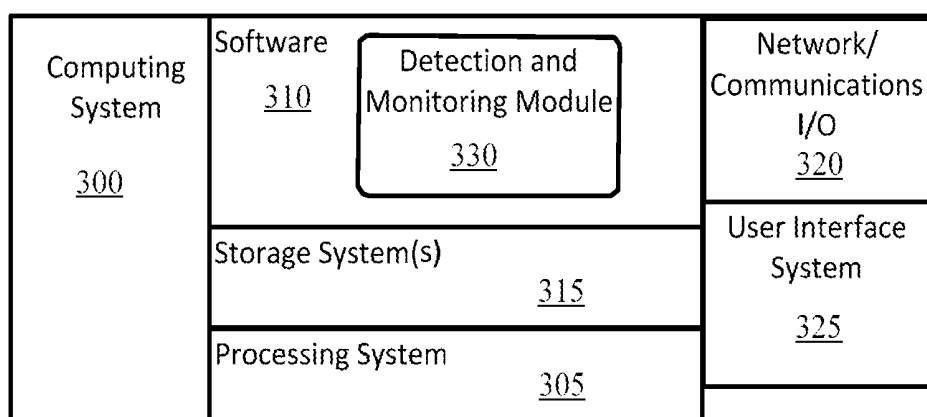 Computing
System
300
Software
310
Detection and
Monitoring Module
330
Storage System(s)
315
Processing System
305
Network/
Communications
I/O
320
User Interface
System
325